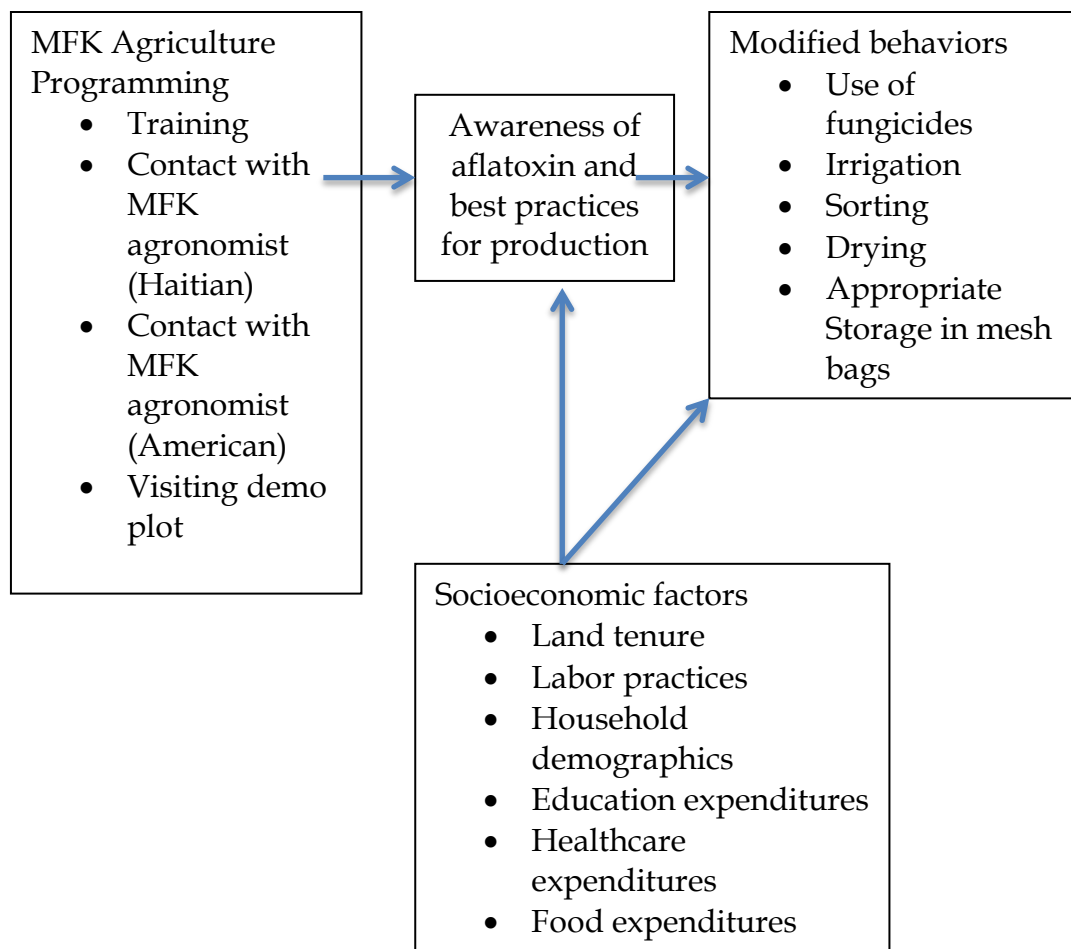 MFK Agriculture
Programming
• Training
• Contact with
MFK
agronomist
(Haitian)
• Contact with
MFK
agronomist
(American)
• Visiting demo
plot
Awareness of
aflatoxin and
best practices
for production
Modified behaviors
• Use of
fungicides
• Irrigation
• Sorting
• Drying
• Appropriate
Storage in mesh
bags
Socioeconomic factors
• Land tenure
• Labor practices
• Household
demographics
• Education expenditures
• Healthcare
expenditures
• Food expenditures